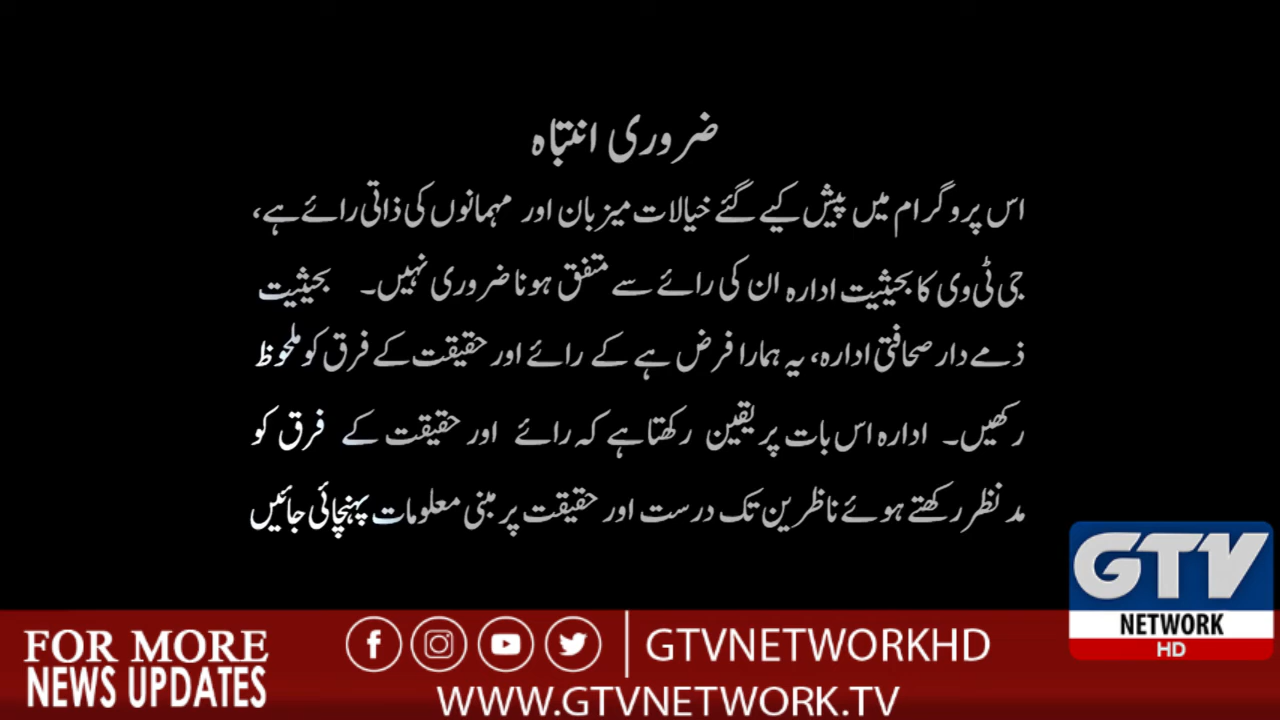 ضروری انتباہ
اس پروگرام میں پیش کیے گئے خیالات میزبان اور مہمانوں کی ذاتی رائے ہے،
جی ٹی وی کا بحیثیت ادارہ ان کی رائے سے متفق ہونا ضروری نہیں۔ بحیثیت
ذمے دار صحافتی ادارہ، یہ ہمارا فرض ہے کے رائے اور حقیقت کے فرق کو ملحوظ
رکھیں۔ ادارہ اس بات پر یقین رکھتا ہے کہ رائے اور حقیقت کے فرق کو
مد نظر رکھتے ہوئے ناظرین تک درست اور حقیقت پر مبنی معلومات پہنچائی جائیں
GTV
NETWORK
HD
FOR MORE
NEWS UPDATES
GTVNETWORKHD
WWW.GTVNETWORK.TV